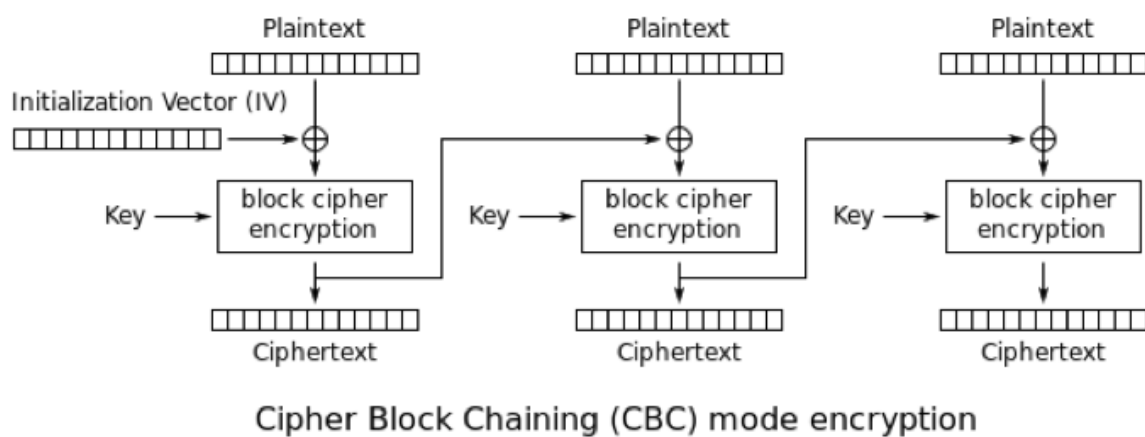 Plaintext
Plaintext
Plaintext
Initialization Vector (IV)
Key
block cipher
encryption
Key
block cipher
encryption
Key
block cipher
encryption
Ciphertext
Ciphertext
Ciphertext
Cipher Block Chaining (CBC) mode encryption